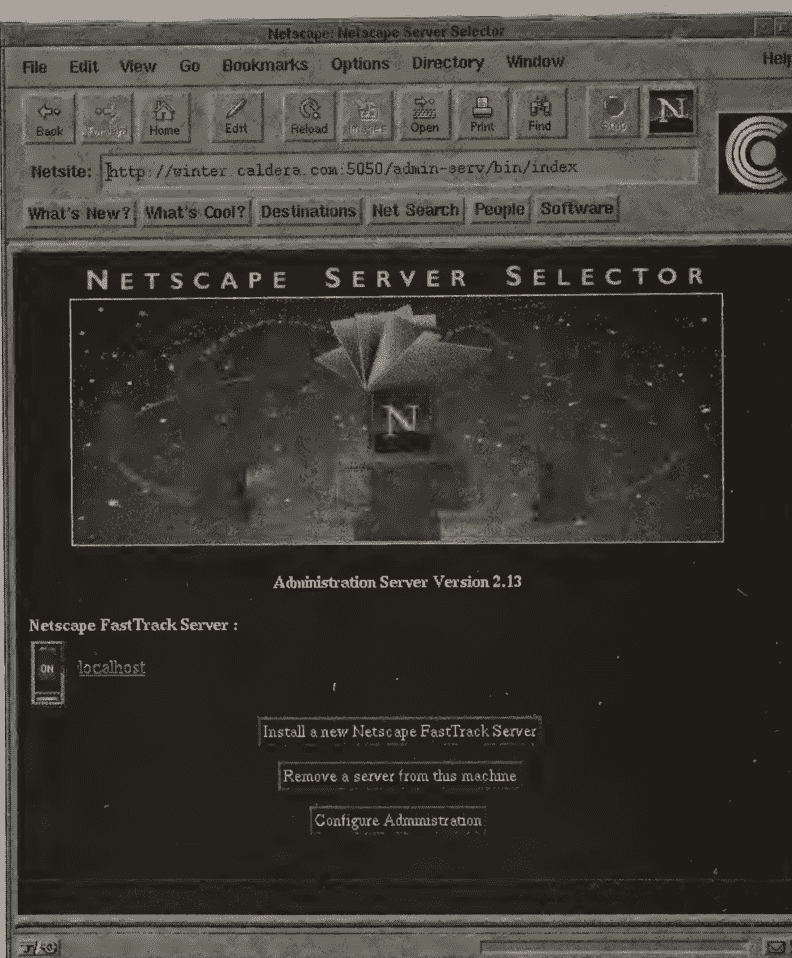 Netscape: Netscape Server Selector
File Edit View Go Bookmarks Options Directory Window Help
Back Forward Home Edit Reload Images Open Print Find Stop N
Netsite: http://winter.caldera.com:5050/admin-serv/bin/index
What's New? What's Cool? Destinations Net Search People Software
NETSCAPE SERVER SELECTOR
N
Administration Server Version 2.13
Netscape FastTrack Server :
ON localhost
Install a new Netscape FastTrack Server
Remove a server from this machine
Configure Administration